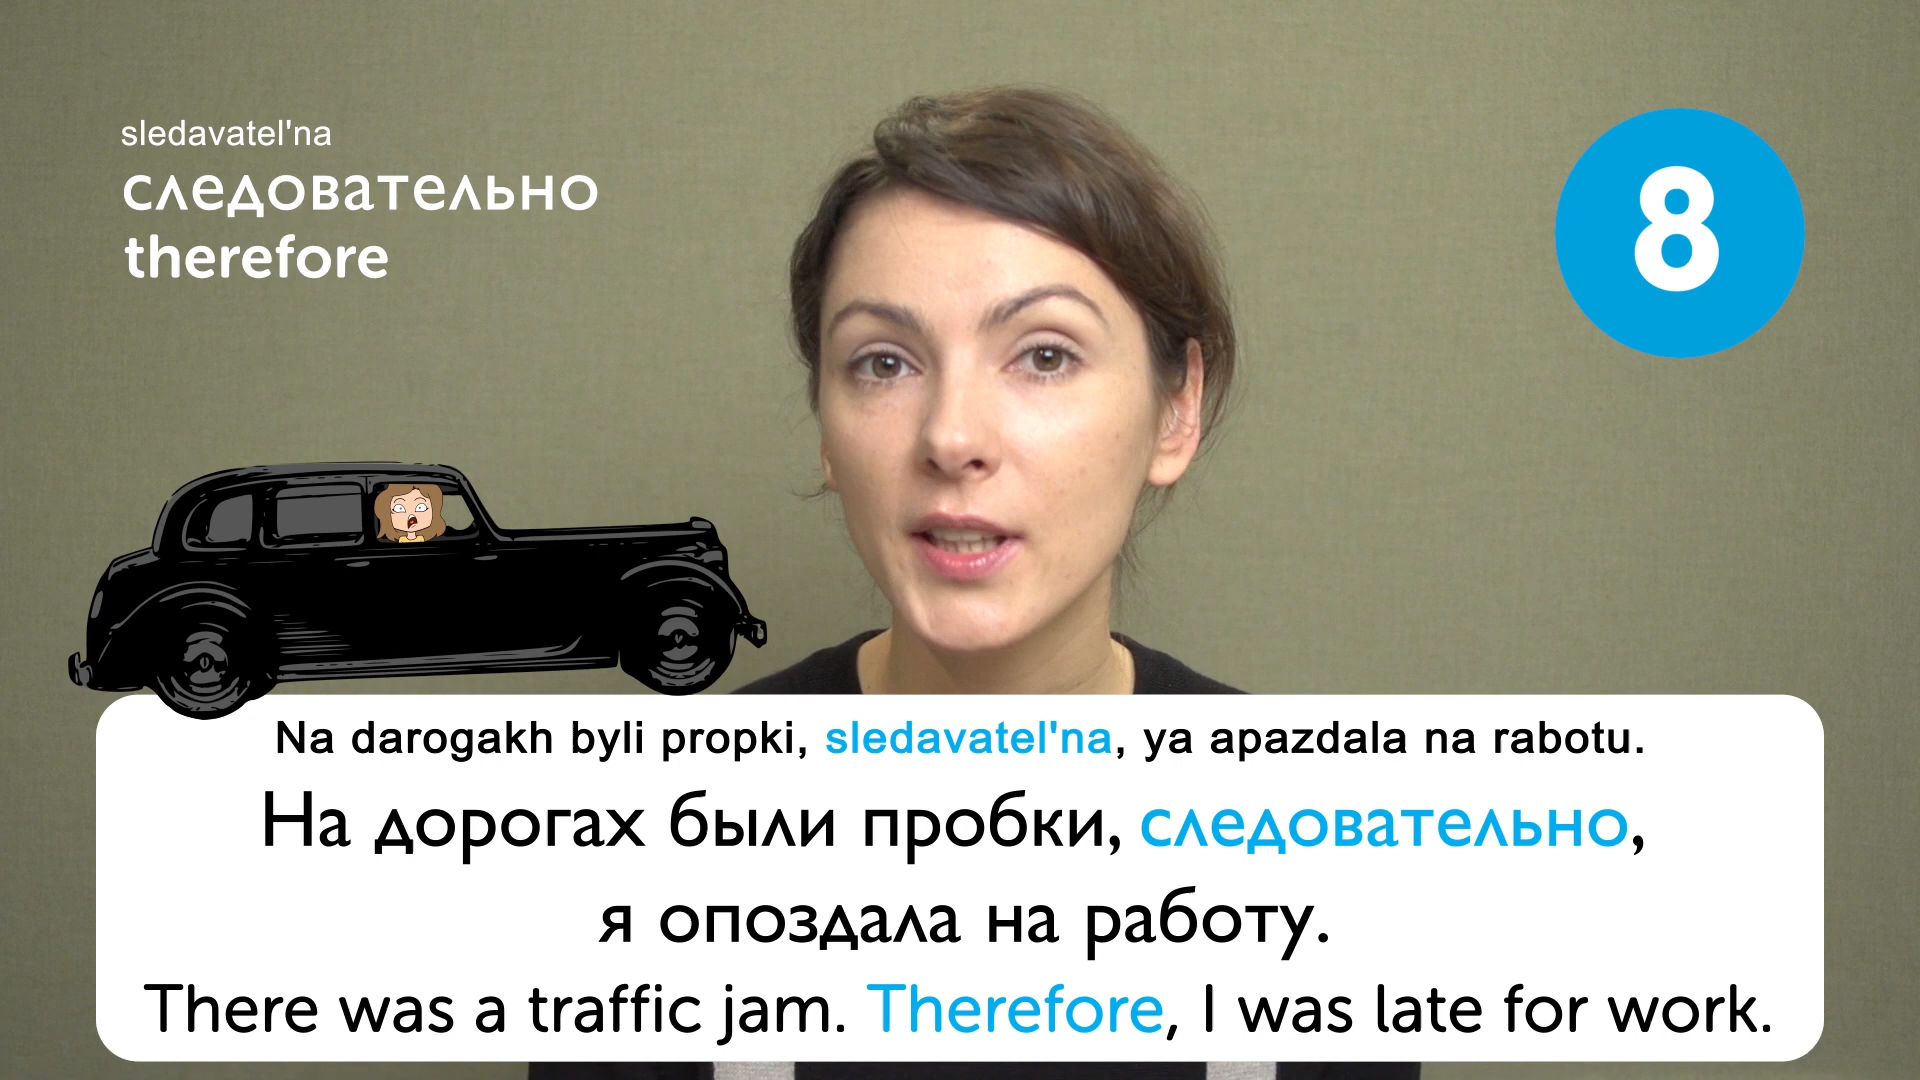 sledavatel'na
следовательно
therefore
8
Na darogakh byli propki, sledavatel'na, ya apazdala na rabotu.
На дорогах были пробки, следовательно,
я опоздала на работу.
There was a traffic jam. Therefore, I was late for work.